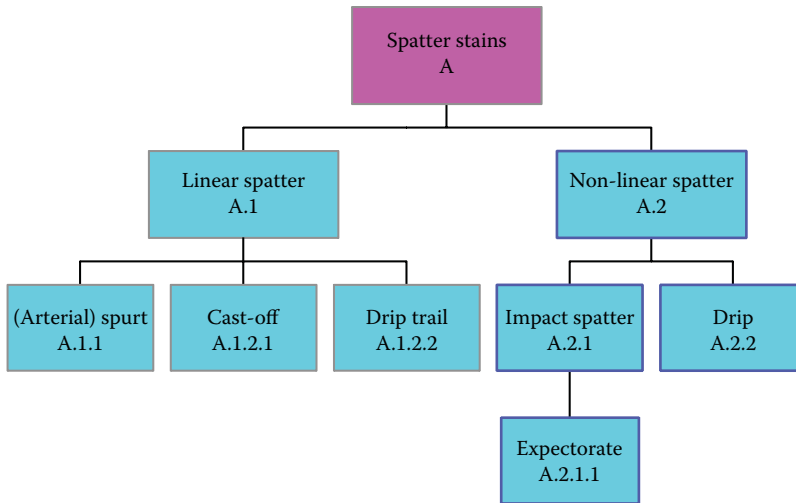 Spatter stains
A
Linear spatter
A.1
Non-linear spatter
A.2
(Arterial) spurt
A.1.1
Cast-off
A.1.2.1
Drip trail
A.1.2.2
Impact spatter
A.2.1
Drip
A.2.2
Expectorate
A.2.1.1